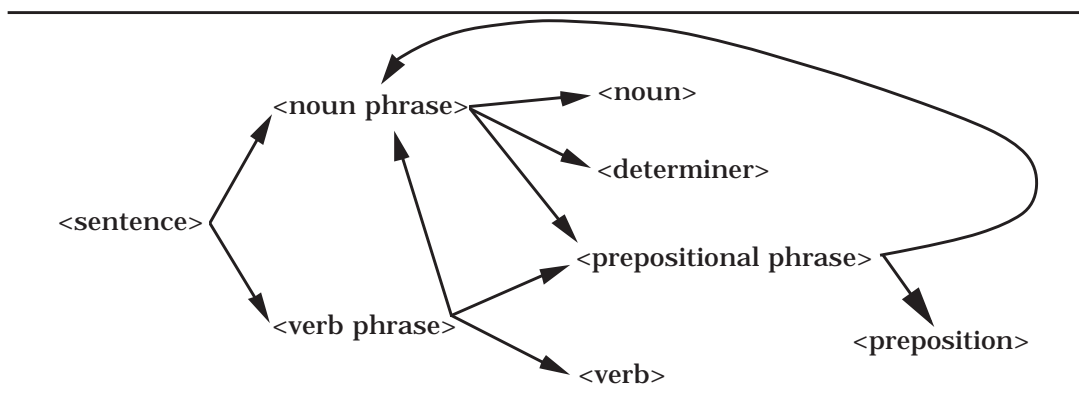 <noun phrase>
<noun>
<determiner>
<sentence>
<prepositional phrase>
<verb phrase>
<preposition>
<verb>